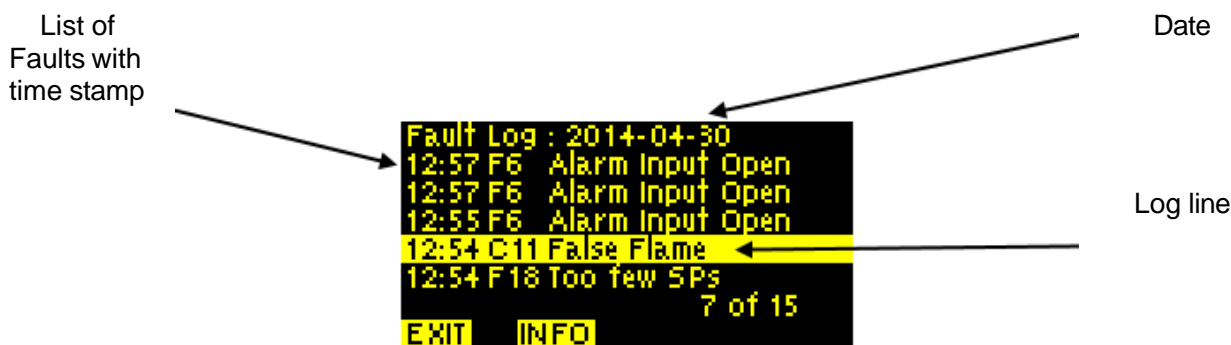 List of
Faults with
time stamp
Date
Fault Log : 2014-04-30
12:57 F6 Alarm Input Open
12:57 F6 Alarm Input Open
12:55 F6 Alarm Input Open
12:54 C11 False Flame
12:54 F18 Too few SPs
7 of 15
EXIT INFO
Log line